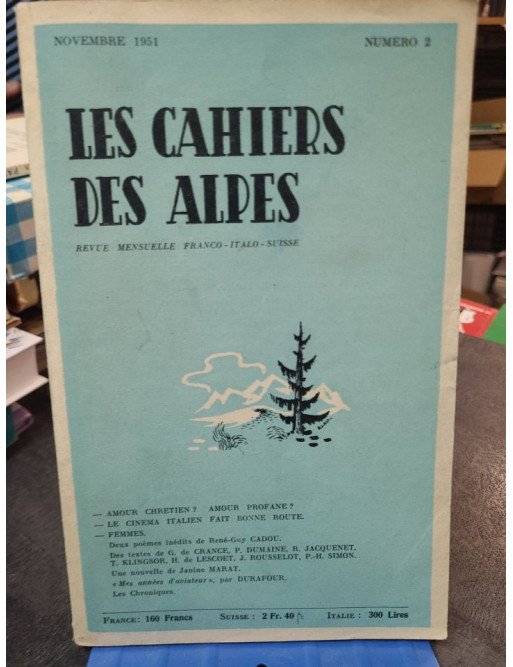 NOVEMBRE 1951 NUMERO 2
LES CAHIERS
DES ALPES
REVUE MENSUELLE FRANCO-ITALO-SUISSE
— AMOUR CHRETIEN ? AMOUR PROFANE ?
— LE CINEMA ITALIEN FAIT BONNE ROUTE.
— FEMMES.
Deux poèmes inédits de René-Guy CADOU.
Des textes de G. de CRANCE, P. DUMAINE, R. JACQUENET,
T. KLINGSOR, H. de LESCOET, J. ROUSSELOT, P.-H. SIMON.
Une nouvelle de Janine MARAT.
« Mes années d'aviateur », par DURAFOUR.
Les Chroniques.
FRANCE: 160 Francs SUISSE : 2 Fr. 40 ITALIE : 300 Lires